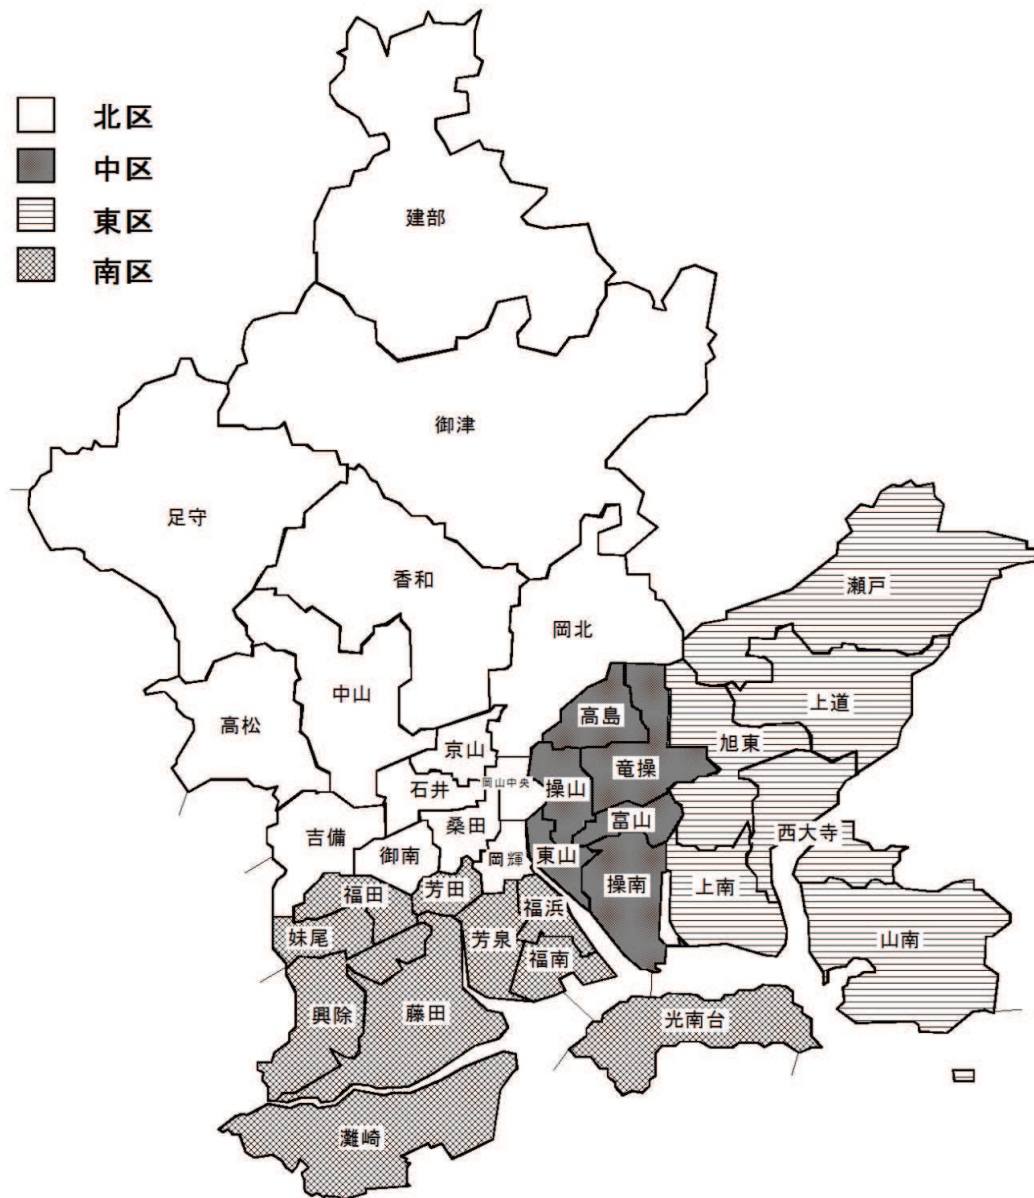 北区
中区
東区
南区
建部
御津
足守
香和
瀬戸
岡北
中山
上道
高松
高島
旭東
京山
竜操
石井
岡山中央
操山
吉備
桑田
富山
西大寺
御南
岡輝
東山
福田
芳田
操南
上南
福浜
妹尾
芳泉
山南
福南
興除
藤田
光南台
灘崎